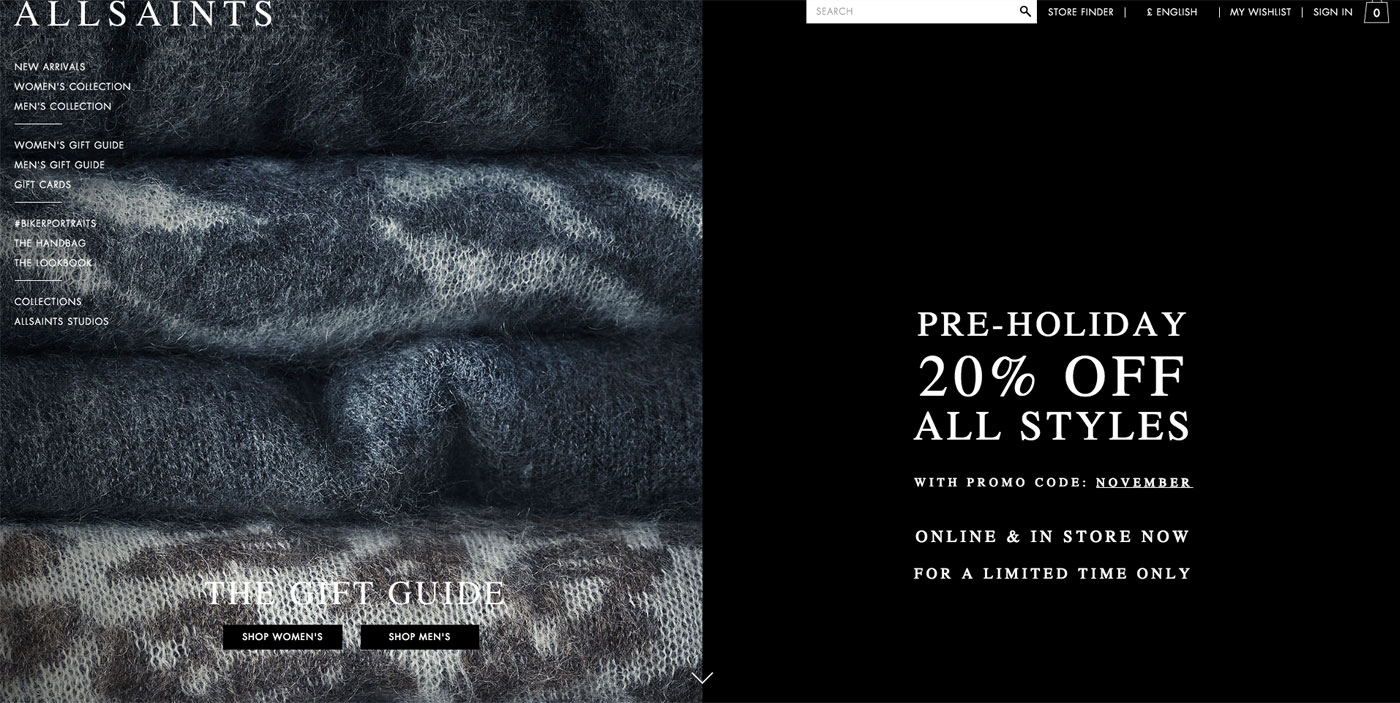 ALLSAINTS
SEARCH
STORE FINDER | £ ENGLISH | MY WISHLIST | SIGN IN 0
NEW ARRIVALS
WOMEN'S COLLECTION
MEN'S COLLECTION
WOMEN'S GIFT GUIDE
MEN'S GIFT GUIDE
GIFT CARDS
#BIKERPORTRAITS
THE HANDBAG
THE LOOKBOOK
COLLECTIONS
ALLSAINTS STUDIOS
THE GIFT GUIDE
SHOP WOMEN'S
SHOP MEN'S
PRE-HOLIDAY
20% OFF
ALL STYLES
WITH PROMO CODE: NOVEMBER
ONLINE & IN STORE NOW
FOR A LIMITED TIME ONLY